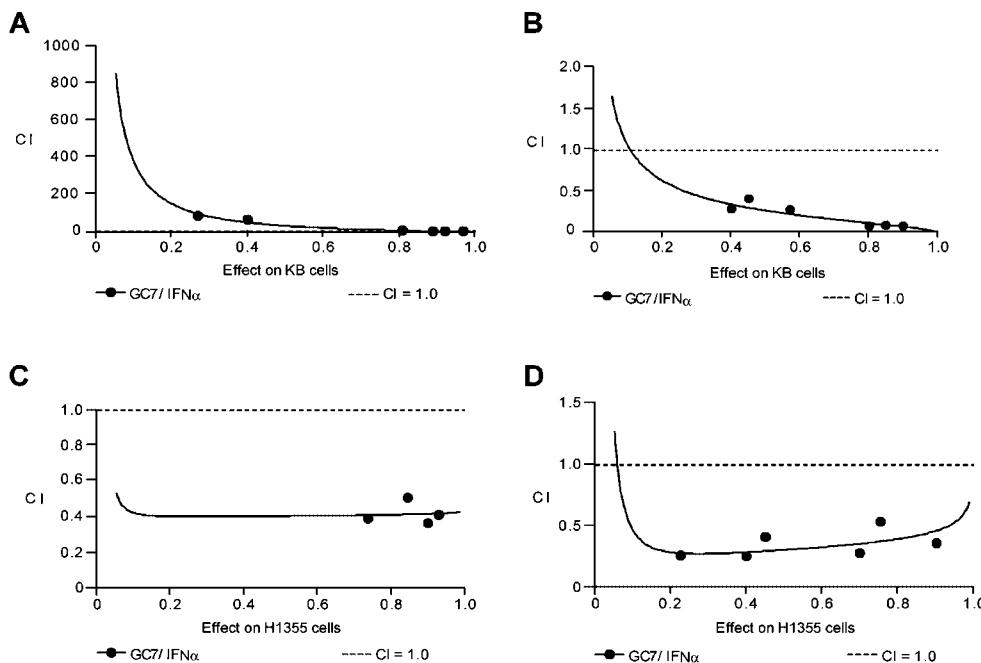 A
1000
800
600
400
200
0
CI
0 0.2 0.4 0.6 0.8 1.0
Effect on KB cells
GC7/ IFNα CI = 1.0
B
2.0
1.5
1.0
0.5
0
CI
0 0.2 0.4 0.6 0.8 1.0
Effect on KB cells
GC7/IFNα CI = 1.0
C
1.0
0.8
0.6
0.4
0.2
0
CI
0 0.2 0.4 0.6 0.8 1.0
Effect on H1355 cells
GC7/ IFNα CI = 1.0
D
1.5
1.0
0.5
0
CI
0 0.2 0.4 0.6 0.8 1.0
Effect on H1355 cells
GC7/IFNα CI = 1.0